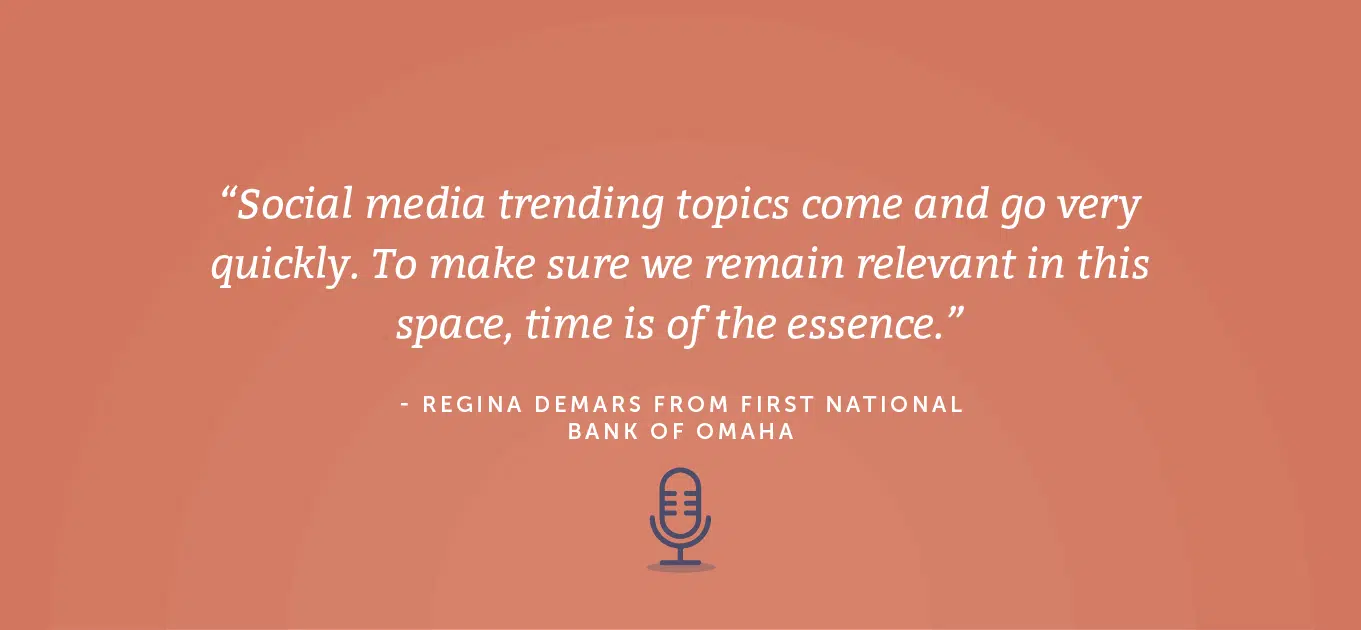 “Social media trending topics come and go very
quickly. To make sure we remain relevant in this
space, time is of the essence.”
- REGINA DEMARS FROM FIRST NATIONAL
BANK OF OMAHA